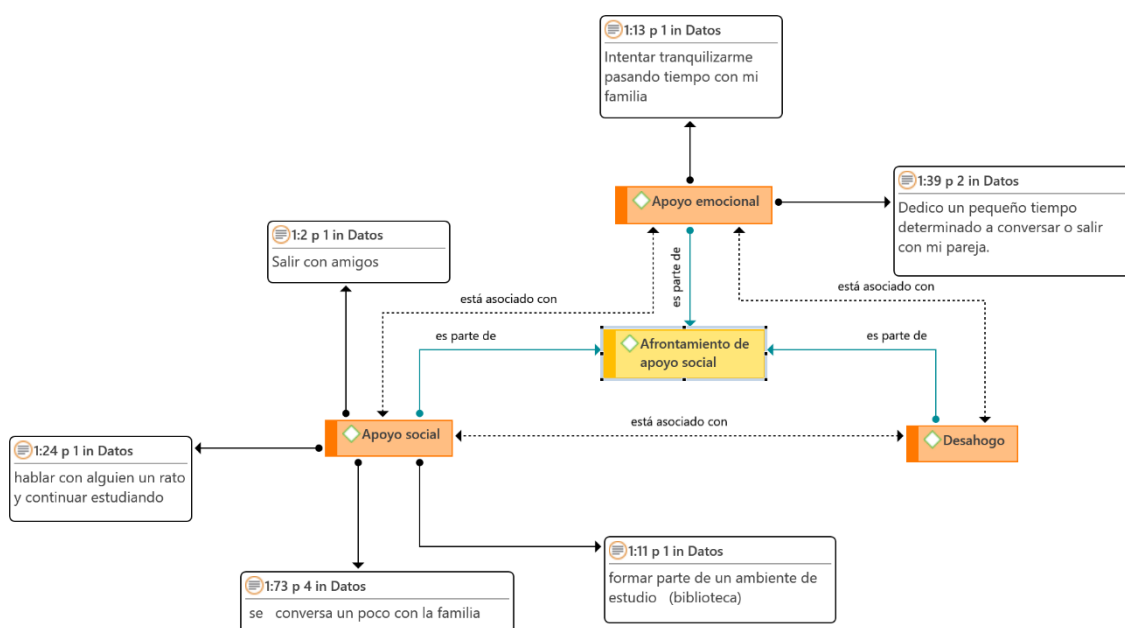 1:13 p 1 in Datos
Intentar tranquilizarme
pasando tiempo con mi
familia
1:39 p 2 in Datos
Dedico un pequeño tiempo
determinado a conversar o salir
con mi pareja.
Apoyo emocional
1:2 p 1 in Datos
Salir con amigos
está asociado con
es parte de
está asociado con
es parte de
Afrontamiento de
apoyo social
es parte de
Apoyo social
está asociado con
Desahogo
1:24 p 1 in Datos
hablar con alguien un rato
y continuar estudiando
1:11 p 1 in Datos
formar parte de un ambiente de
estudio (biblioteca)
1:73 p 4 in Datos
se conversa un poco con la familia